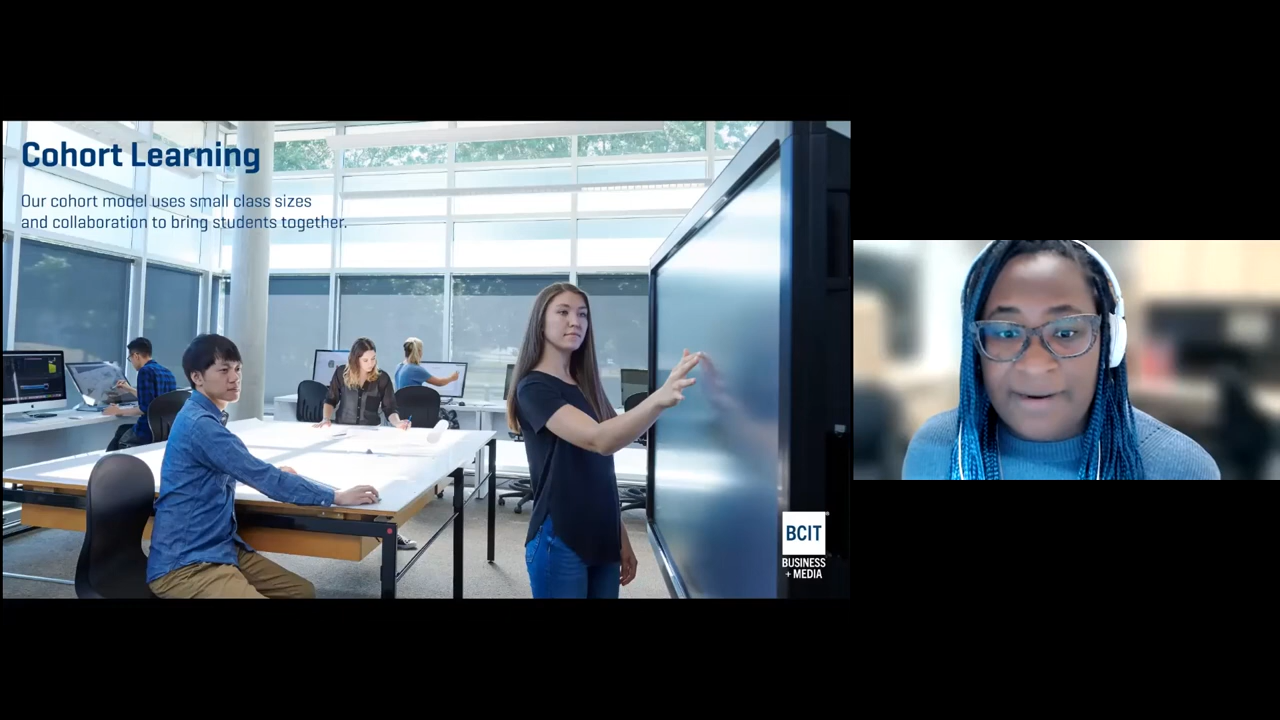 Cohort Learning
Our cohort model uses small class sizes
and collaboration to bring students together.
BCIT
BUSINESS
+ MEDIA